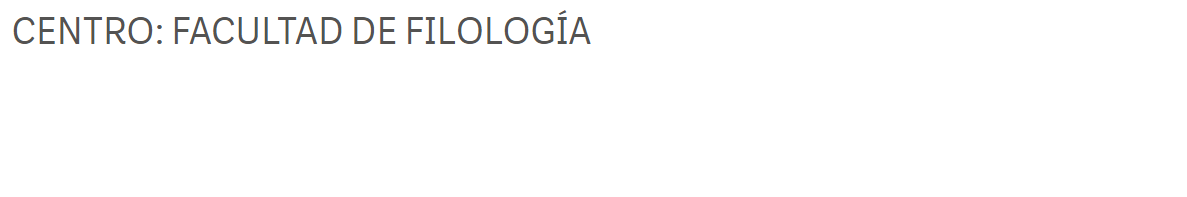 CENTRO: FACULTAD DE FILOLOGÍA